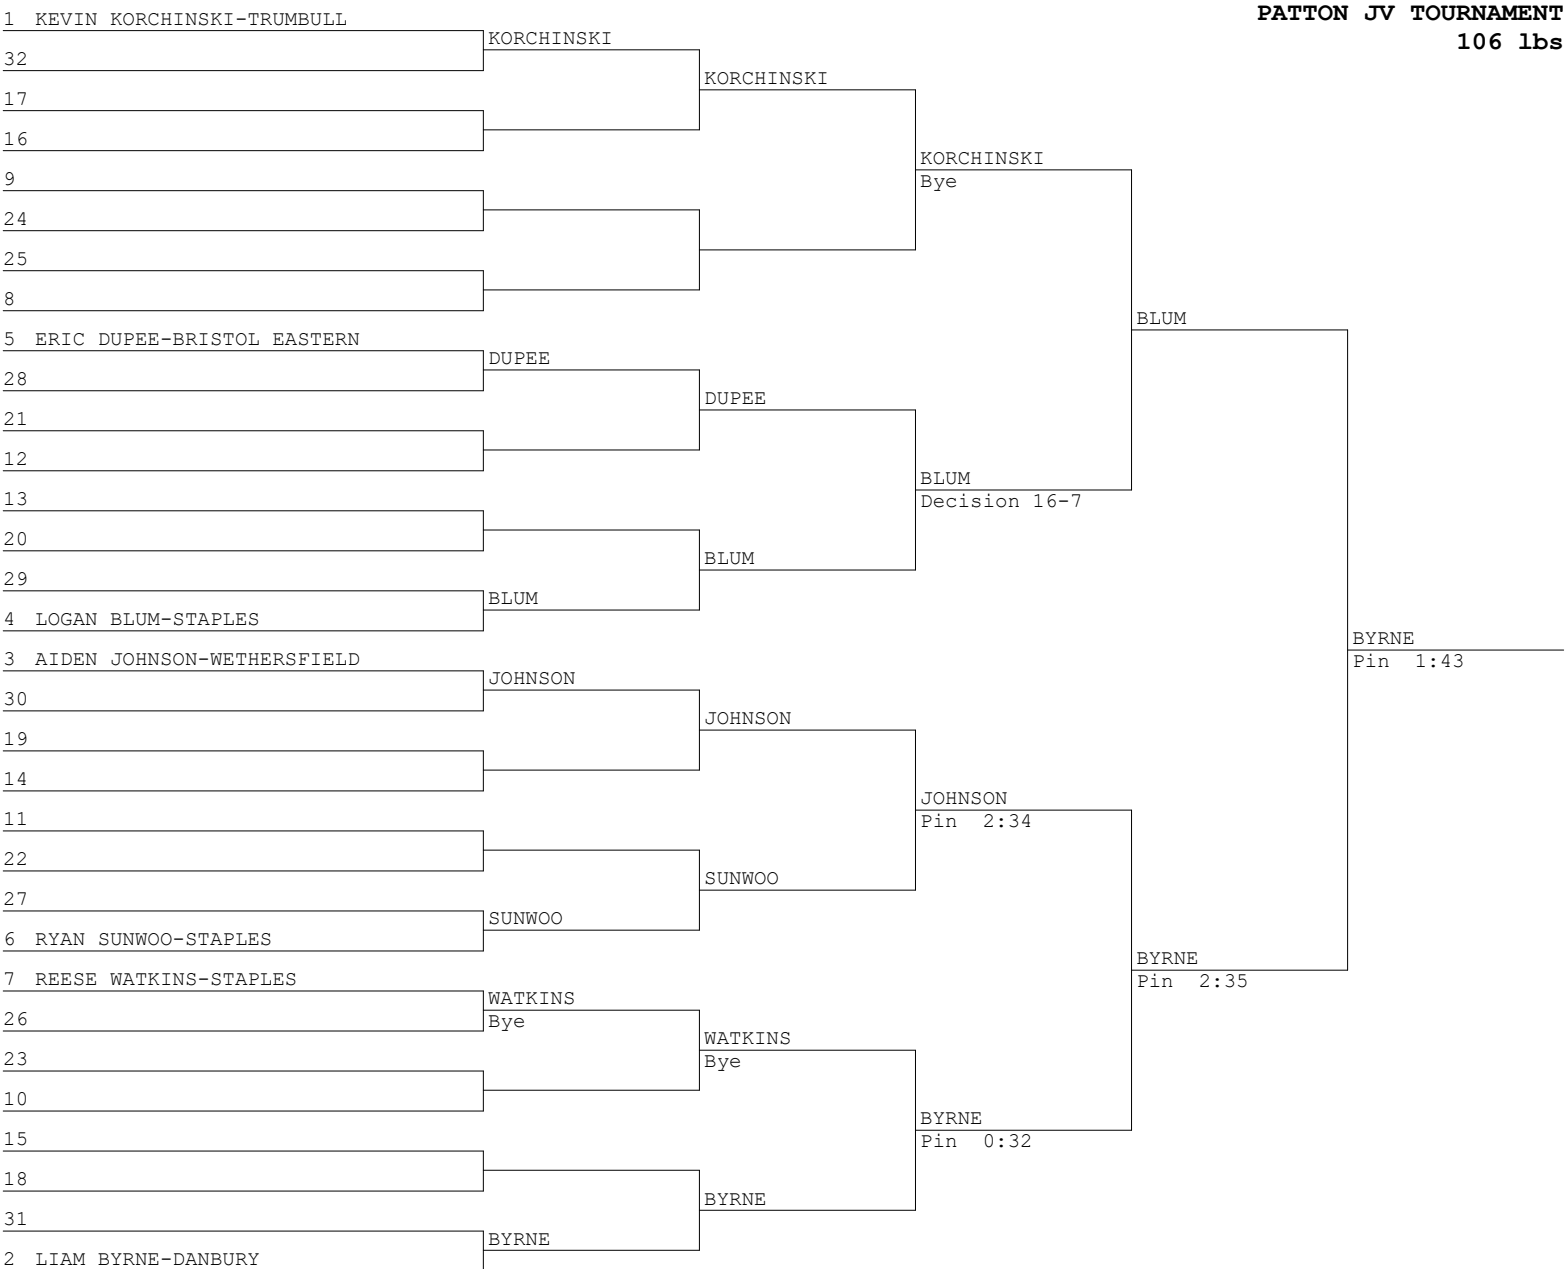 PATTON JV TOURNAMENT
106 lbs
1 KEVIN KORCHINSKI-TRUMBULL
KORCHINSKI
32
KORCHINSKI
17
16
KORCHINSKI
Bye
9
24
25
8
BLUM
5 ERIC DUPEE-BRISTOL EASTERN
DUPEE
28
DUPEE
21
12
BLUM
Decision 16-7
13
20
BLUM
29
BLUM
4 LOGAN BLUM-STAPLES
BYRNE
Pin 1:43
3 AIDEN JOHNSON-WETHERSFIELD
JOHNSON
30
JOHNSON
19
14
JOHNSON
Pin 2:34
11
22
SUNWOO
27
SUNWOO
6 RYAN SUNWOO-STAPLES
BYRNE
Pin 2:35
7 REESE WATKINS-STAPLES
WATKINS
Bye
26
WATKINS
Bye
23
10
BYRNE
Pin 0:32
15
18
BYRNE
31
BYRNE
2 LIAM BYRNE-DANBURY